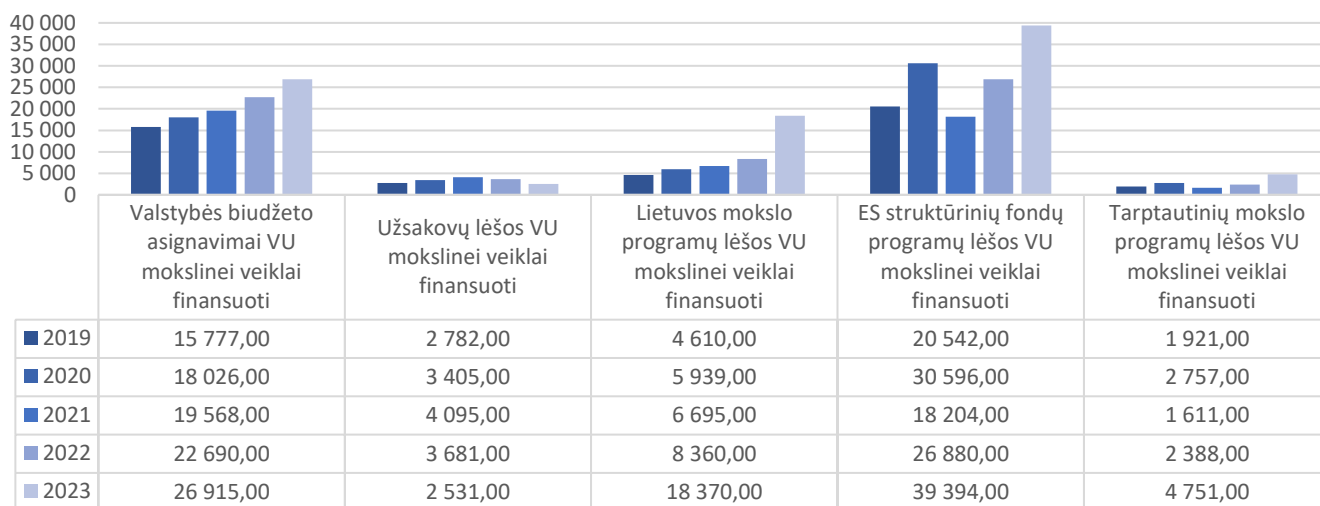 40 000
35 000
30 000
25 000
20 000
15 000
10 000
5 000
0
Valstybės biudžeto
asignavimai VU
mokslinei veiklai
finansuoti
Užsakovų lėšos VU
mokslinei veiklai
finansuoti
Lietuvos mokslo
programų lėšos VU
mokslinei veiklai
finansuoti
ES struktūrinių fondų
programų lėšos VU
mokslinei veiklai
finansuoti
Tarptautinių mokslo
programų lėšos VU
mokslinei veiklai
finansuoti
2019 15 777,00 2 782,00 4 610,00 20 542,00 1 921,00
2020 18 026,00 3 405,00 5 939,00 30 596,00 2 757,00
2021 19 568,00 4 095,00 6 695,00 18 204,00 1 611,00
2022 22 690,00 3 681,00 8 360,00 26 880,00 2 388,00
2023 26 915,00 2 531,00 18 370,00 39 394,00 4 751,00